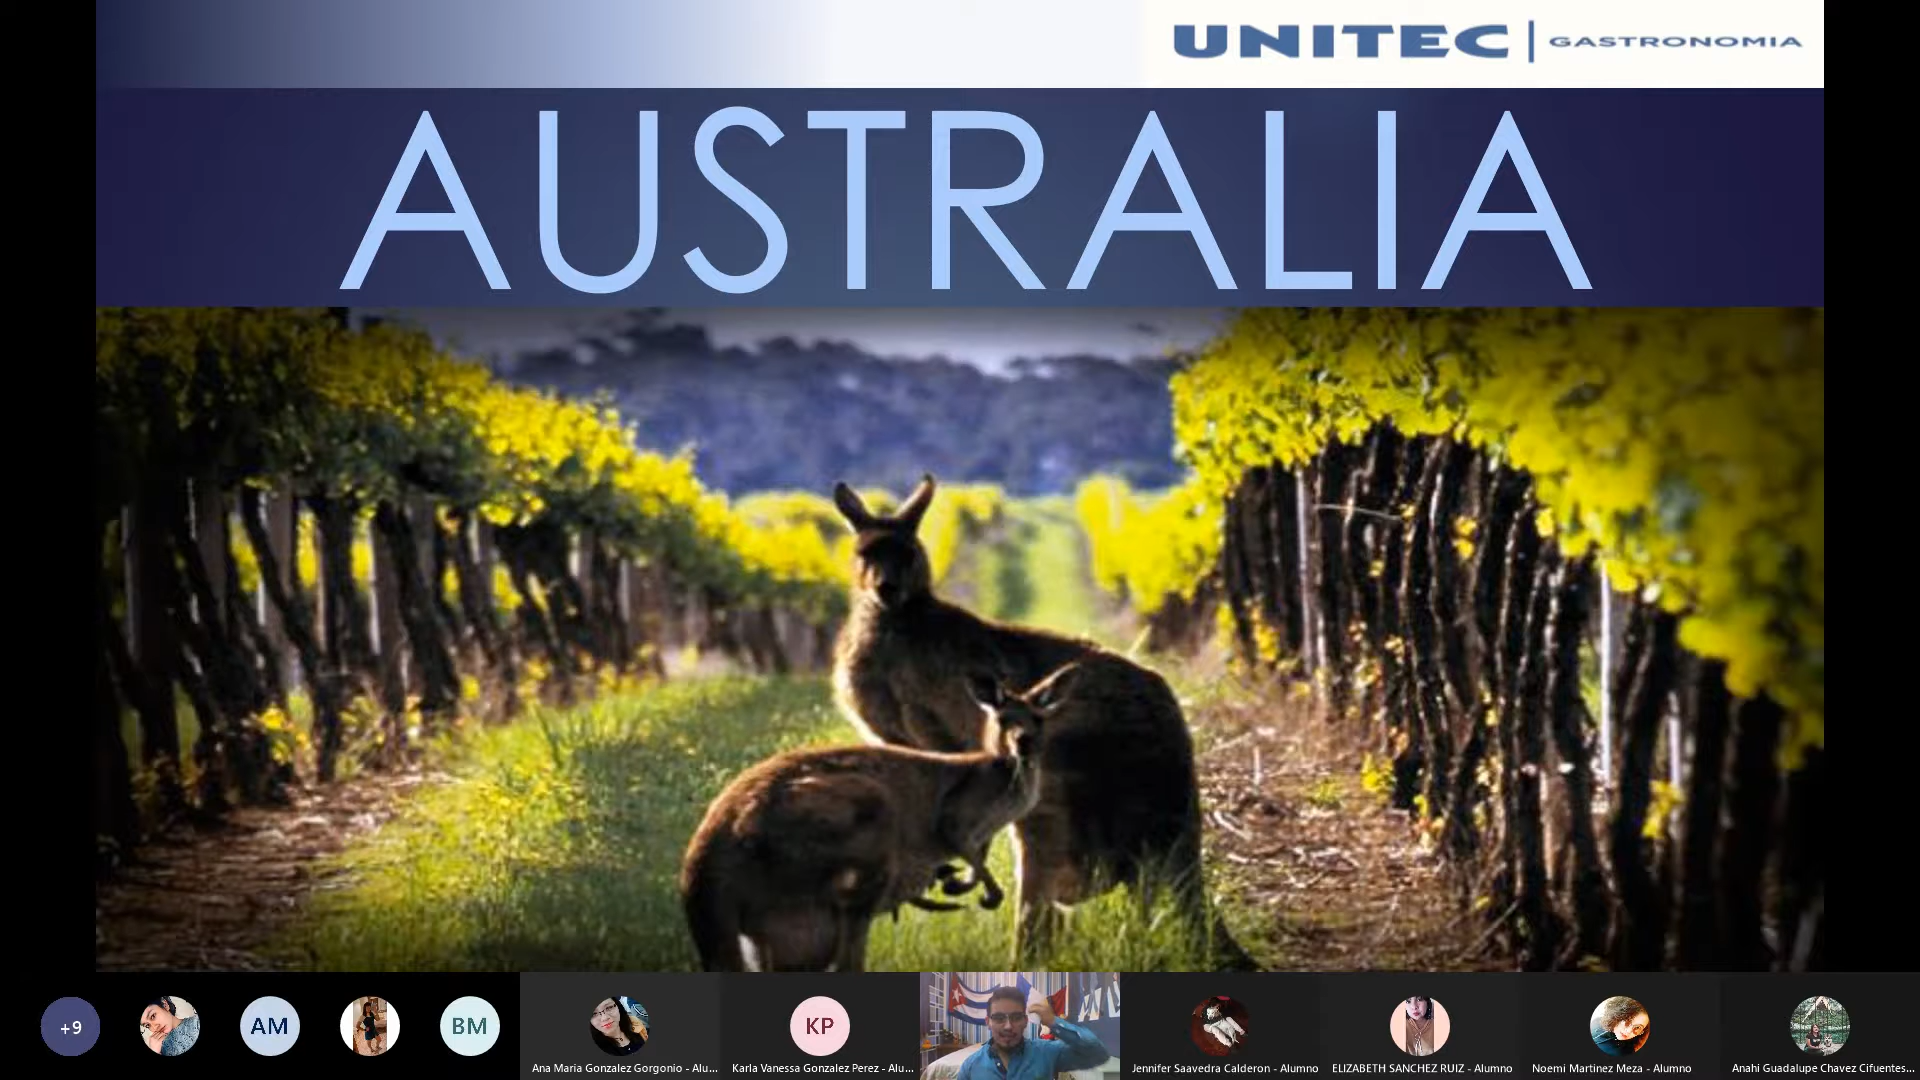 UNITEC | GASTRONOMIA
AUSTRALIA
+9
AM
BM
KP
Ana Maria Gonzalez Gorgonio - Alu...
Karla Vanessa Gonzalez Perez - Alu...
Jennifer Saavedra Calderon - Alumno
ELIZABETH SANCHEZ RUIZ - Alumno
Noemi Martinez Meza - Alumno
Anahi Guadalupe Chavez Cifuentes...